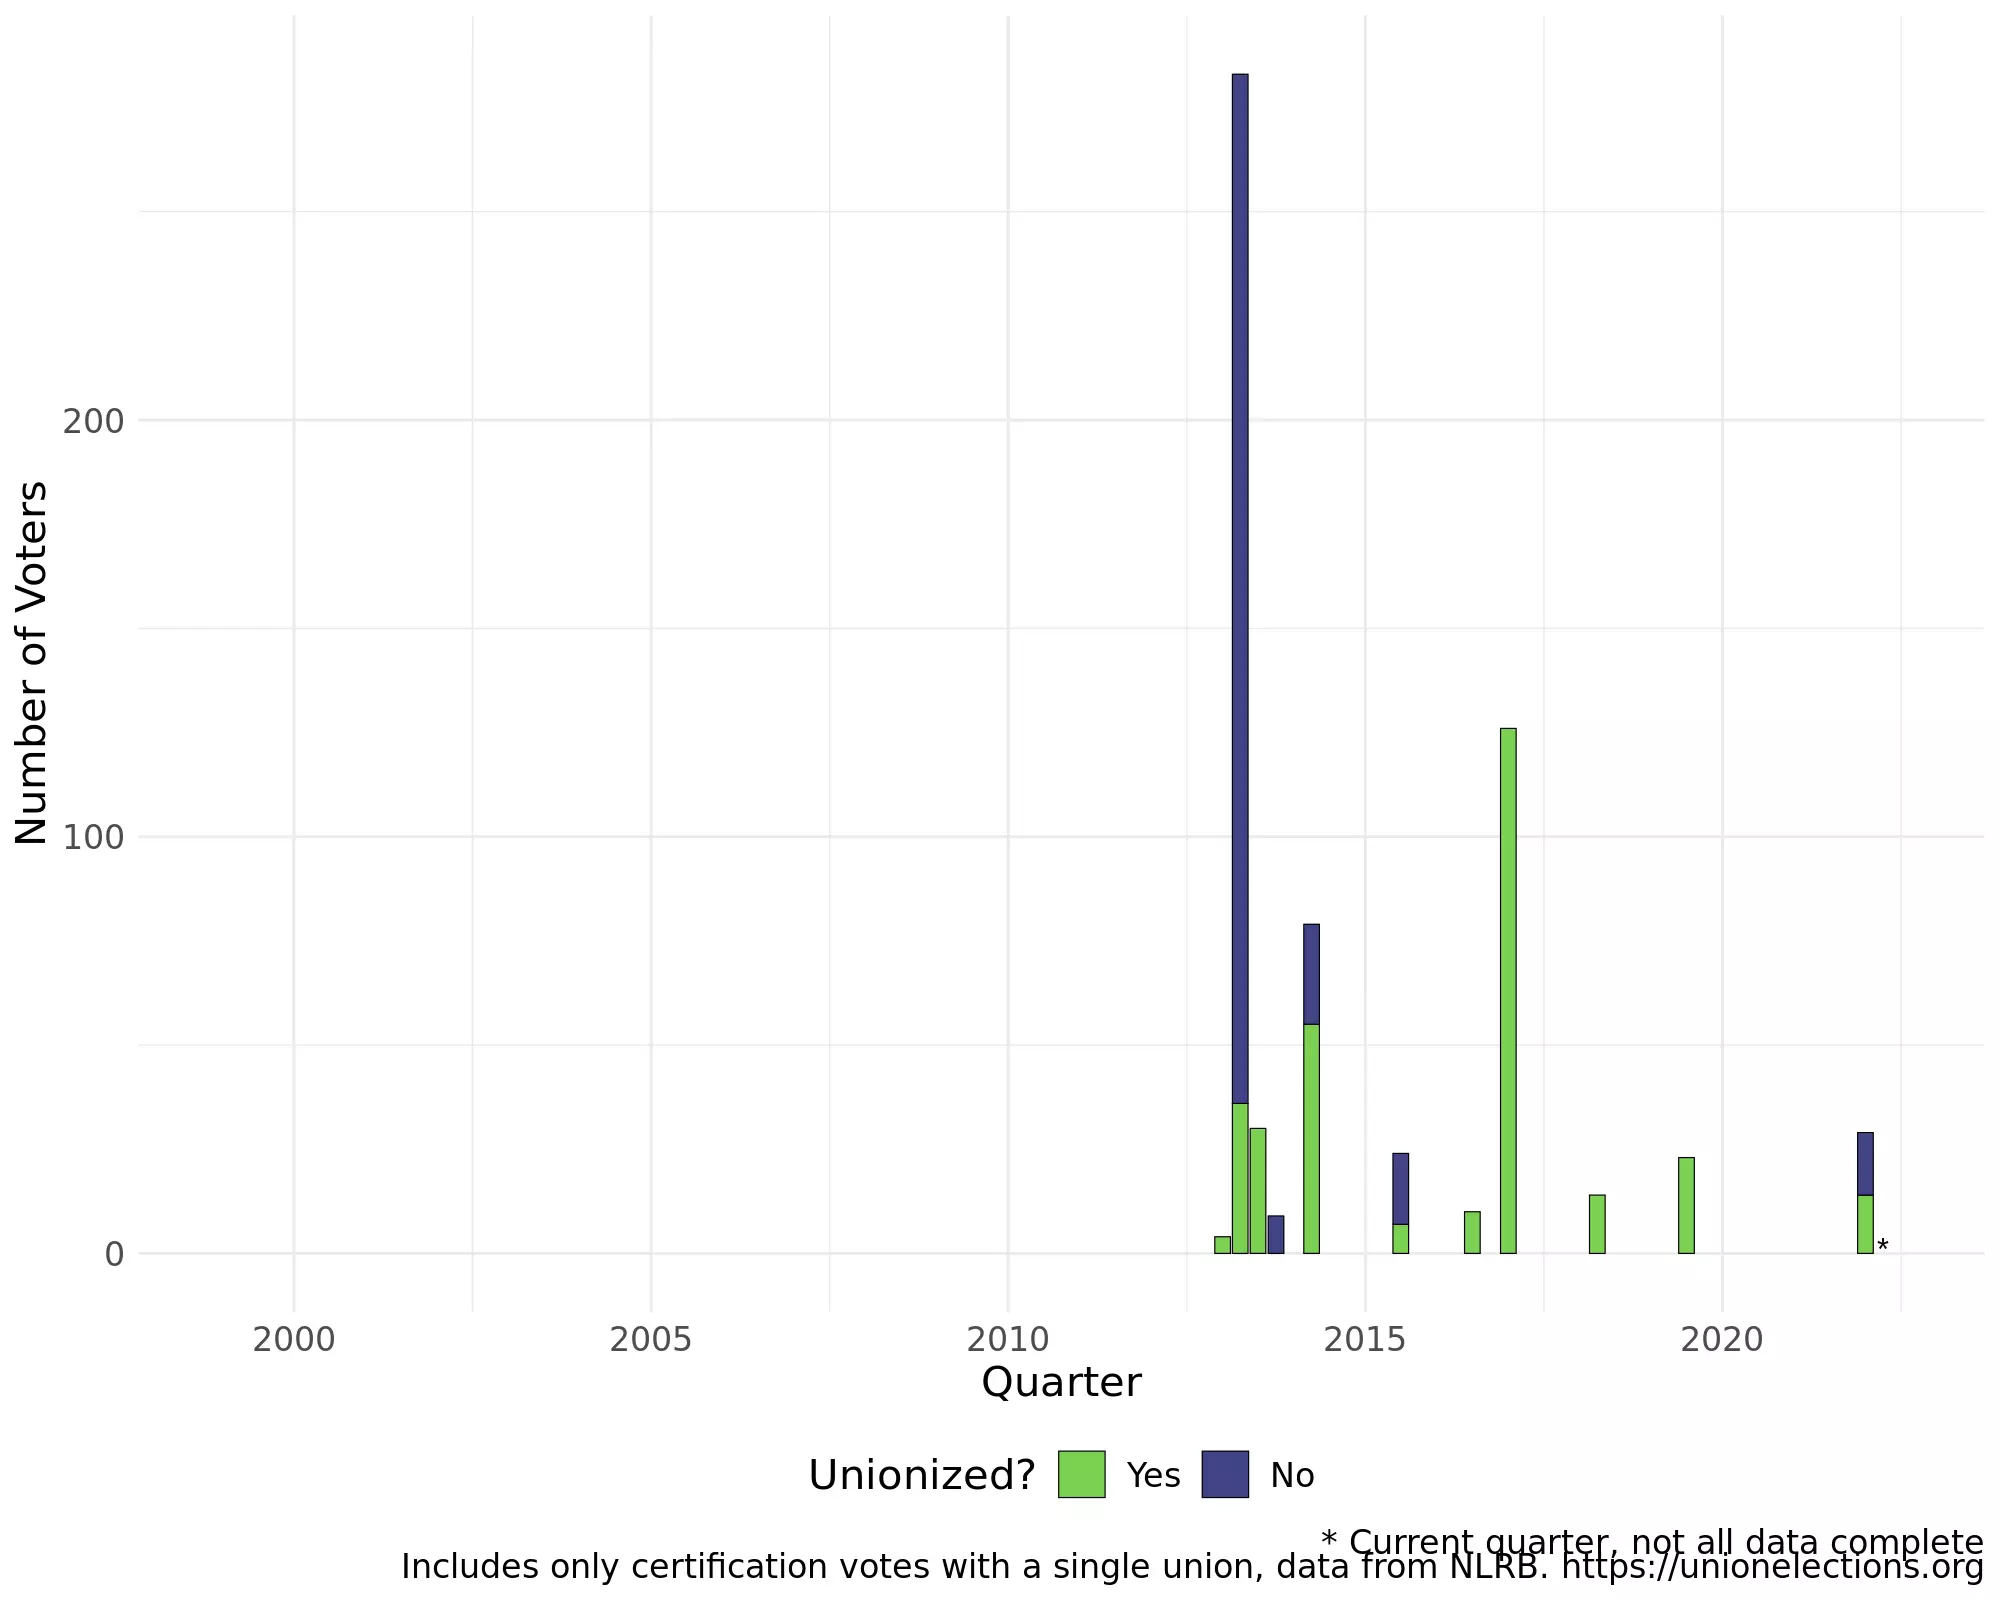 Number of Voters
200
100
0
*
2000 2005 2010 2015 2020
Quarter
Unionized? Yes No
* Current quarter, not all data complete
Includes only certification votes with a single union, data from NLRB. https://unionelections.org